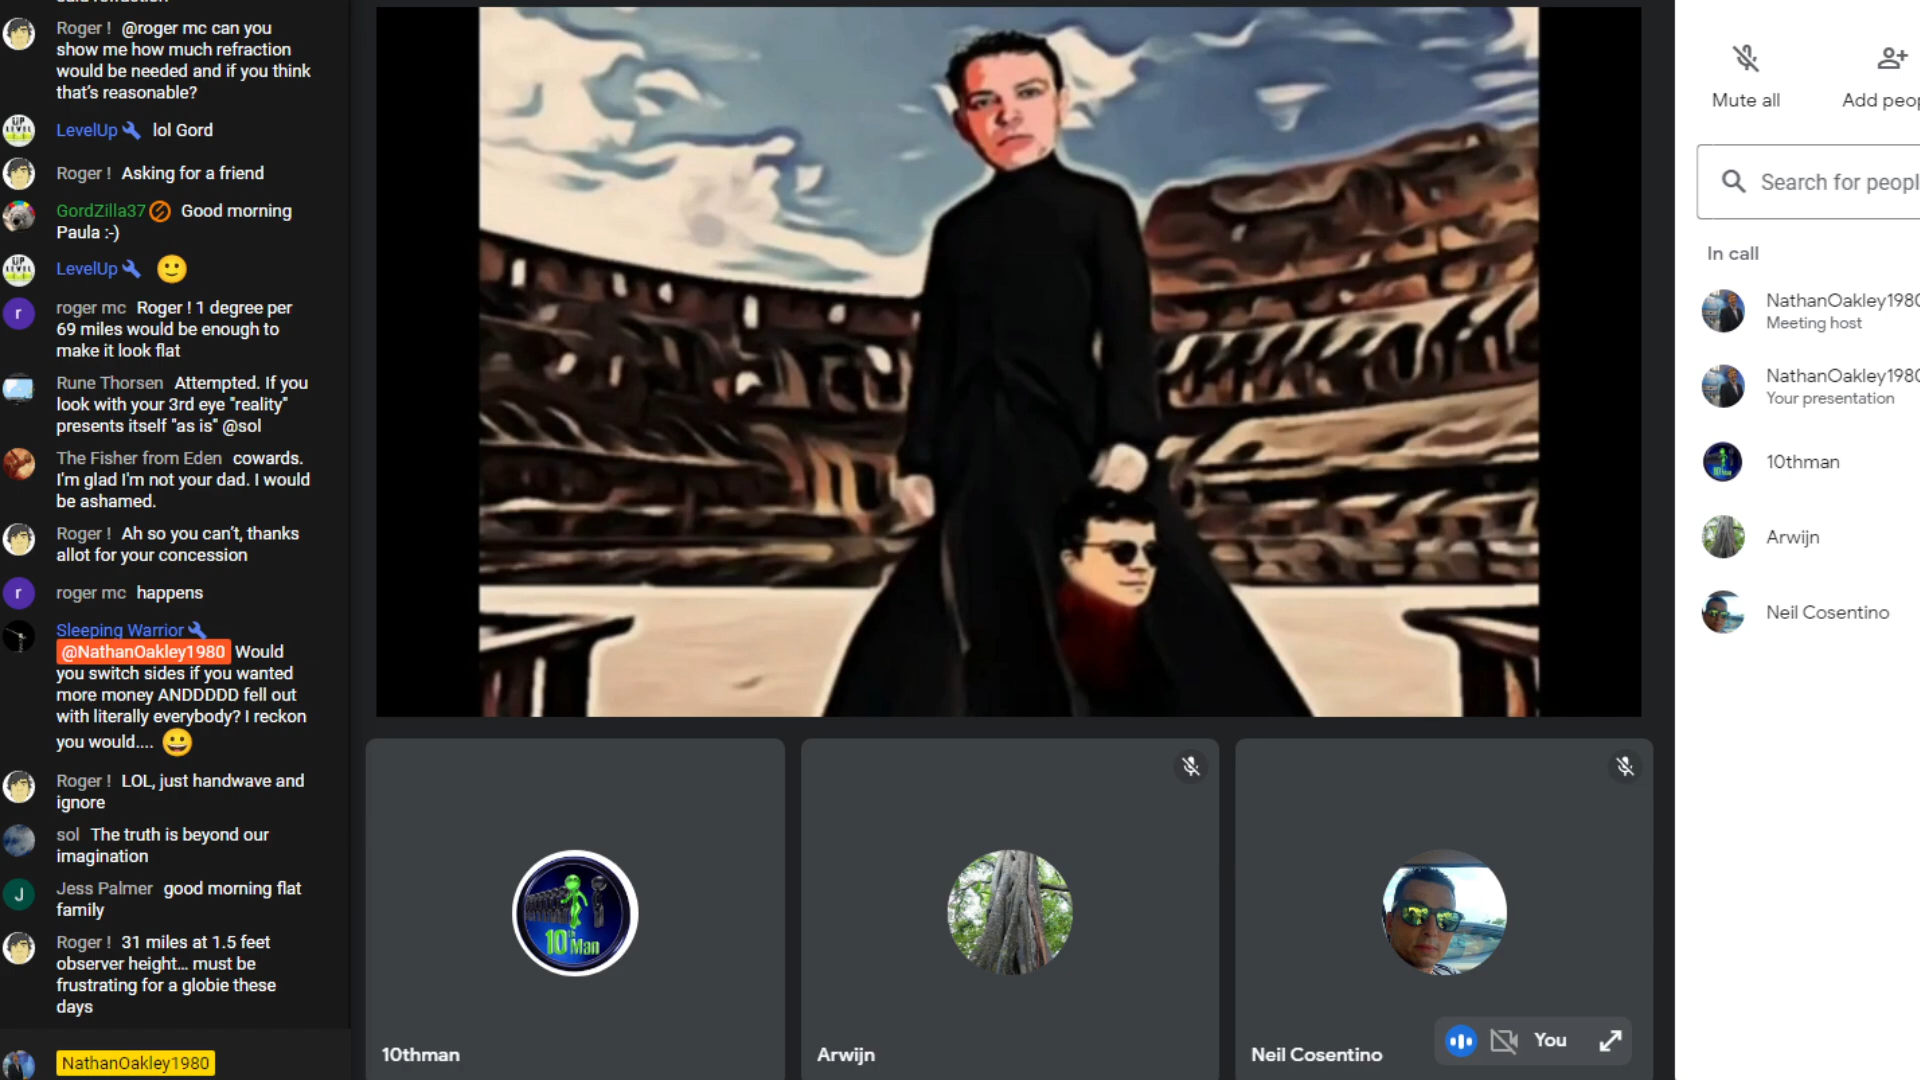 Roger ! @roger mc can you
show me how much refraction
would be needed and if you think
that's reasonable?
UP LEVEL
LevelUp lol Gord
Roger ! Asking for a friend
GordZilla37 Good morning
Paula :-)
UP LEVEL
LevelUp 🙂
r
roger mc Roger ! 1 degree per
69 miles would be enough to
make it look flat
Rune Thorsen Attempted. If you
look with your 3rd eye "reality"
presents itself "as is" @sol
The Fisher from Eden cowards.
I'm glad I'm not your dad. I would
be ashamed.
Roger ! Ah so you can't, thanks
allot for your concession
r
roger mc happens
Sleeping Warrior
@NathanOakley1980 Would
you switch sides if you wanted
more money ANDDDDD fell out
with literally everybody? I reckon
you would.... 😀
Roger ! LOL, just handwave and
ignore
sol The truth is beyond our
imagination
J
Jess Palmer good morning flat
family
Roger ! 31 miles at 1.5 feet
observer height... must be
frustrating for a globie these
days
NathanOakley1980
10th Man
10thman
Arwijn
Neil Cosentino
You
Mute all
Add peop
Search for peopl
In call
NathanOakley1980
Meeting host
NathanOakley1980
Your presentation
10thman
Arwijn
Neil Cosentino